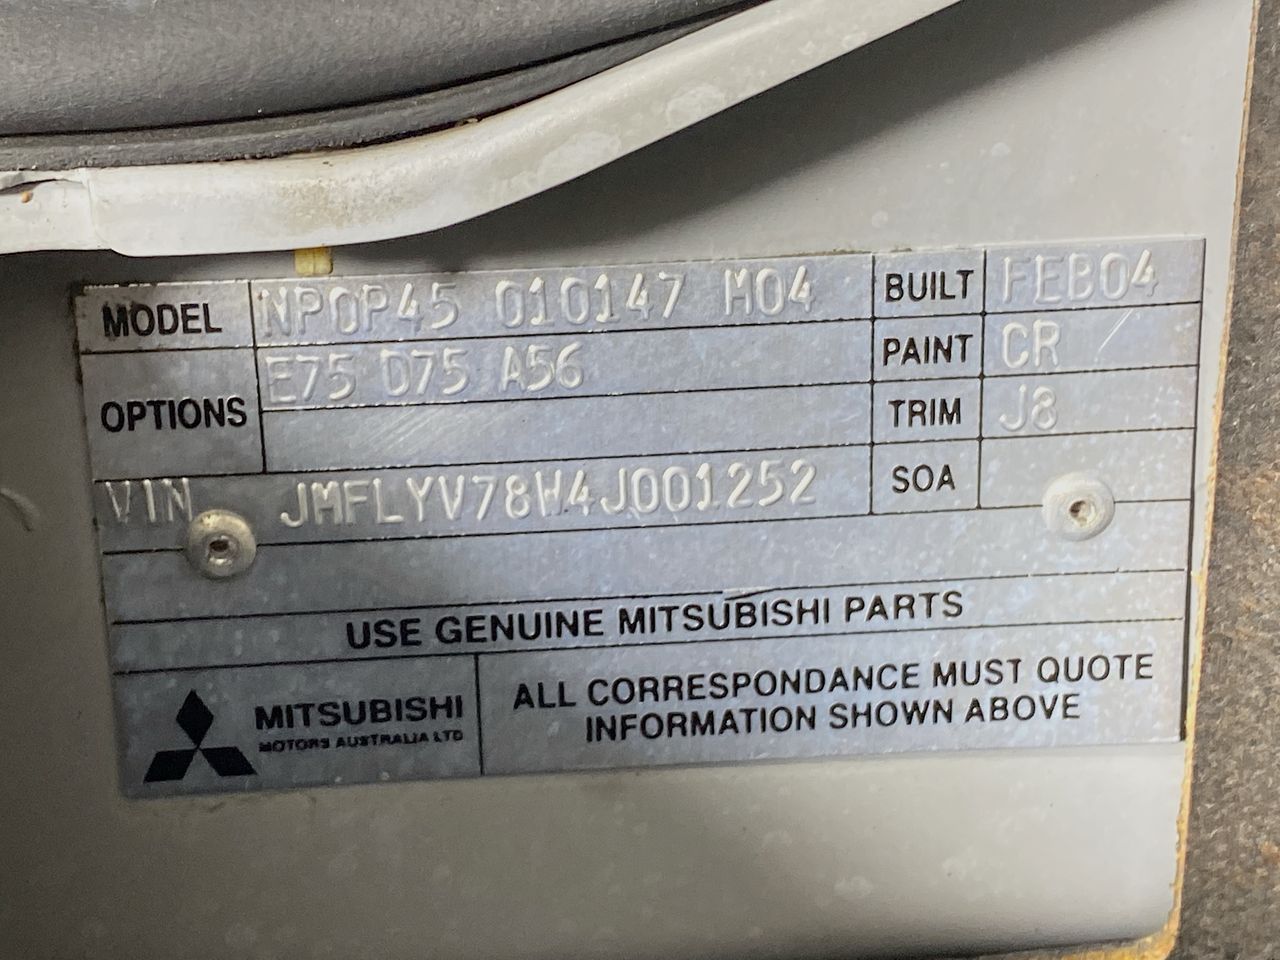 MODEL NP0P45 010147 M04 BUILT FEB04
OPTIONS E75 D75 A56 PAINT CR
TRIM J8
VIN JMFLYV78W4J001252 SOA
USE GENUINE MITSUBISHI PARTS
MITSUBISHI
MOTORS AUSTRALIA LTD
ALL CORRESPONDANCE MUST QUOTE
INFORMATION SHOWN ABOVE